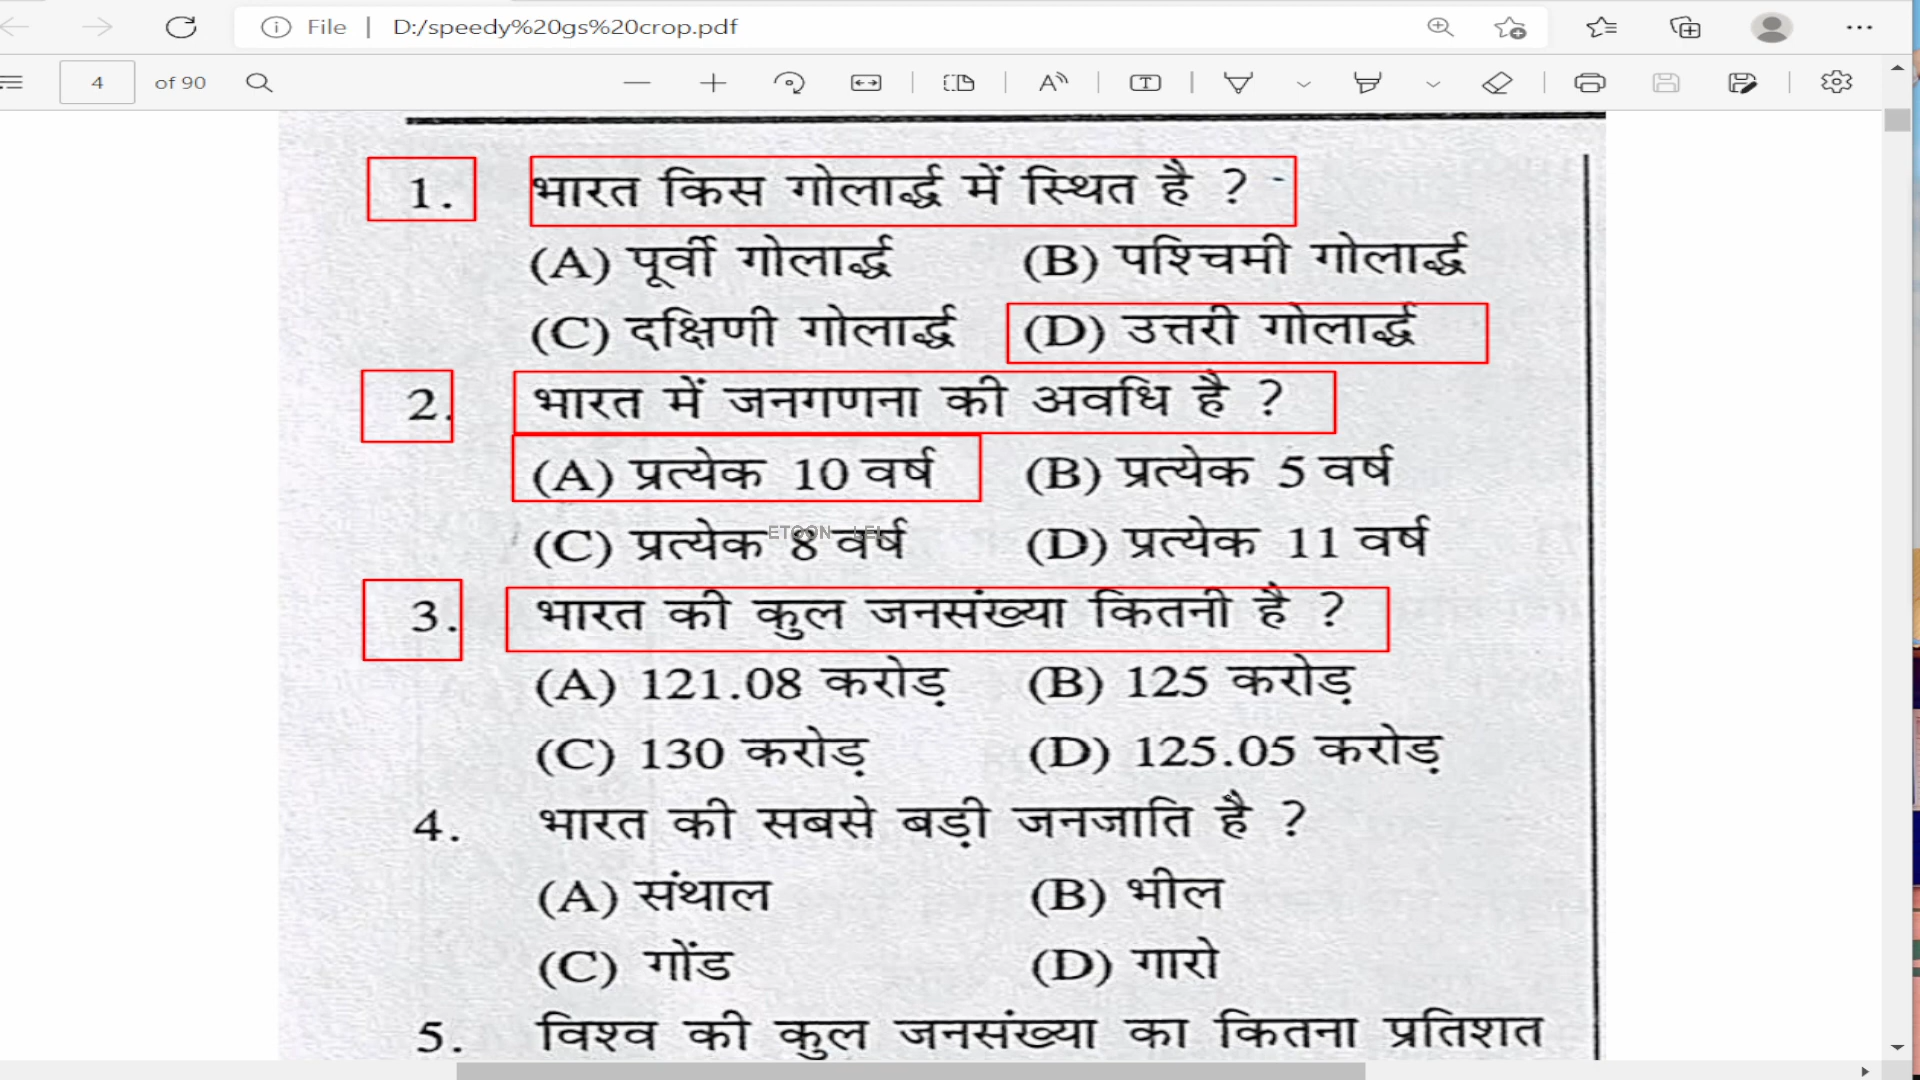 File | D:/speedy%20gs%20crop.pdf
4 of 90
1. भारत किस गोलार्द्ध में स्थित है ?
(A) पूर्वी गोलार्द्ध (B) पश्चिमी गोलार्द्ध
(C) दक्षिणी गोलार्द्ध (D) उत्तरी गोलार्द्ध
2. भारत में जनगणना की अवधि है ?
(A) प्रत्येक 10 वर्ष (B) प्रत्येक 5 वर्ष
(C) प्रत्येक 8 वर्ष (D) प्रत्येक 11 वर्ष
3. भारत की कुल जनसंख्या कितनी है ?
(A) 121.08 करोड़ (B) 125 करोड़
(C) 130 करोड़ (D) 125.05 करोड़
4. भारत की सबसे बड़ी जनजाति है ?
(A) संथाल (B) भील
(C) गोंड (D) गारो
5. विश्व की कुल जनसंख्या का कितना प्रतिशत